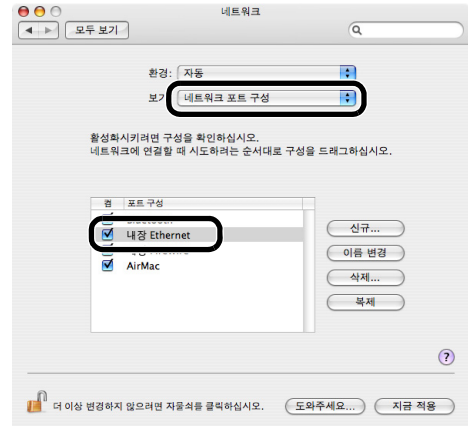 네트워크
모두 보기
환경: 자동
보기 네트워크 포트 구성
활성화시키려면 구성을 확인하십시오.
네트워크에 연결할 때 시도하려는 순서대로 구성을 드래그하십시오.
켬 포트 구성
내장 Ethernet
AirMac
신규...
이름 변경
삭제...
복제
?
더 이상 변경하지 않으려면 자물쇠를 클릭하십시오.
도와주세요...
지금 적용